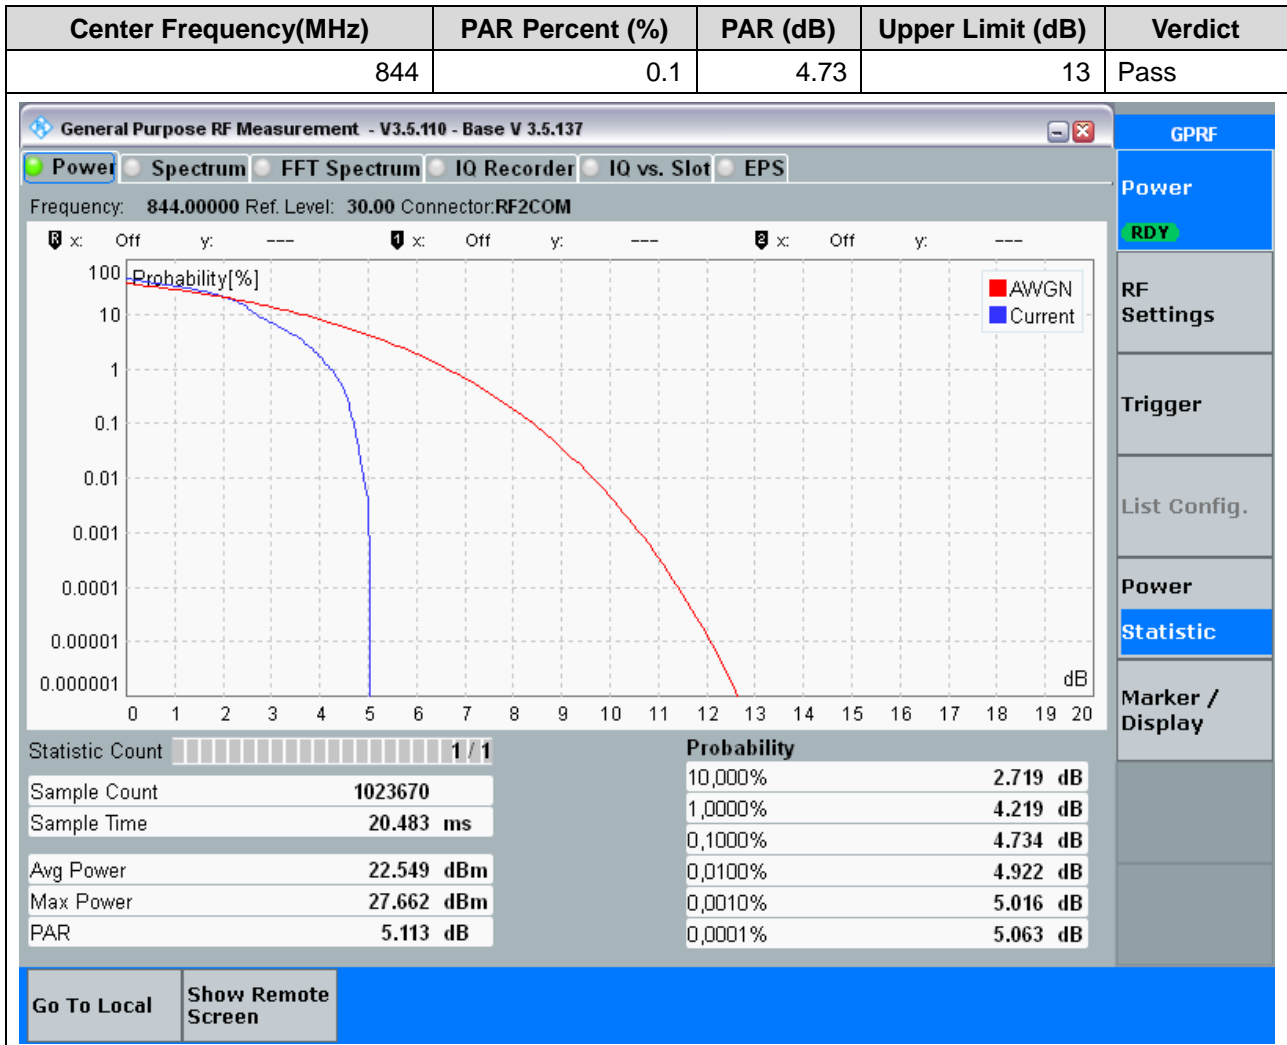 Center Frequency(MHz) PAR Percent (%) PAR (dB) Upper Limit (dB) Verdict
844 0.1 4.73 13 Pass
General Purpose RF Measurement - V3.5.110 - Base V 3.5.137
GPRF
Power Spectrum FFT Spectrum IQ Recorder IQ vs. Slot EPS
Frequency: 844.00000 Ref. Level: 30.00 Connector:RF2COM
R x: Off y: --- 1 x: Off y: --- 2 x: Off y: ---
Probability[%]
AWGN
Current
100
10
1
0.1
0.01
0.001
0.0001
0.00001
0.000001
dB
0 1 2 3 4 5 6 7 8 9 10 11 12 13 14 15 16 17 18 19 20
Statistic Count 1 / 1
Sample Count 1023670
Sample Time 20.483 ms
Avg Power 22.549 dBm
Max Power 27.662 dBm
PAR 5.113 dB
Probability
10,000% 2.719 dB
1,0000% 4.219 dB
0,1000% 4.734 dB
0,0100% 4.922 dB
0,0010% 5.016 dB
0,0001% 5.063 dB
Power
RDY
RF
Settings
Trigger
List Config.
Power
Statistic
Marker /
Display
Go To Local
Show Remote
Screen